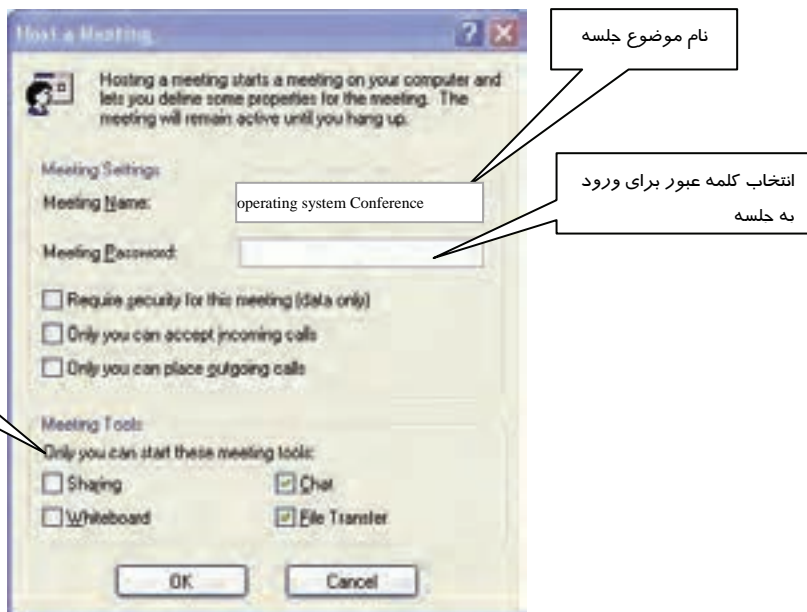 Host a Meeting
نام موضوع جلسه
Hosting a meeting starts a meeting on your computer and
lets you define some properties for the meeting. The
meeting will remain active until you hang up.
Meeting Settings
Meeting Name:
operating system Conference
انتخاب کلمه عبور برای ورود
به جلسه
Meeting Password:
Require security for this meeting (data only)
Only you can accept incoming calls
Only you can place outgoing calls
Meeting Tools
Only you can start these meeting tools:
Sharing
Chat
Whiteboard
File Transfer
OK
Cancel